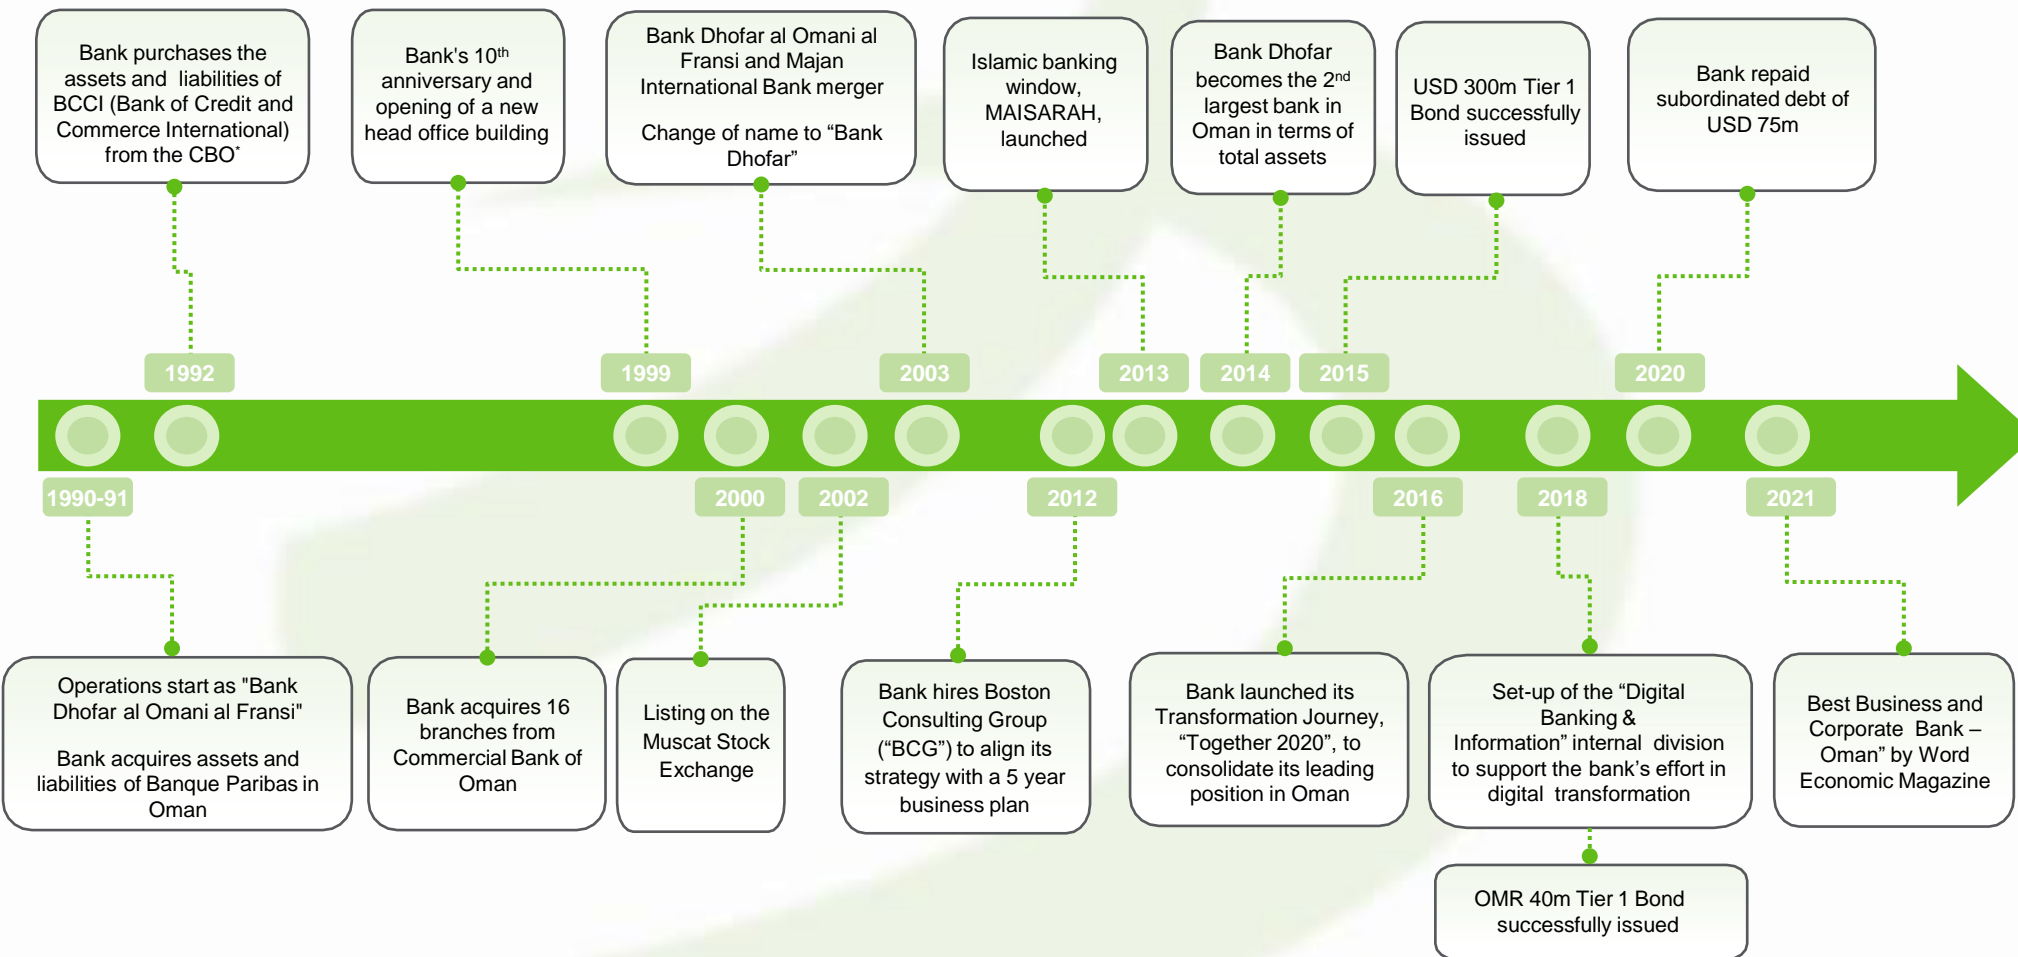 Bank purchases the
assets and liabilities of
BCCI (Bank of Credit and
Commerce International)
from the CBO*
Bank's 10th
anniversary and
opening of a new
head office building
Bank Dhofar al Omani al
Fransi and Majan
International Bank merger
Change of name to “Bank
Dhofar”
Islamic banking
window,
MAISARAH,
launched
Bank Dhofar
becomes the 2nd
largest bank in
Oman in terms of
total assets
USD 300m Tier 1
Bond successfully
issued
Bank repaid
subordinated debt of
USD 75m
1992
1999
2003
2013
2014
2015
2020
1990-91
2000
2002
2012
2016
2018
2021
Operations start as "Bank
Dhofar al Omani al Fransi"
Bank acquires assets and
liabilities of Banque Paribas in
Oman
Bank acquires 16
branches from
Commercial Bank of
Oman
Listing on the
Muscat Stock
Exchange
Bank hires Boston
Consulting Group
(“BCG”) to align its
strategy with a 5 year
business plan
Bank launched its
Transformation Journey,
“Together 2020”, to
consolidate its leading
position in Oman
Set-up of the “Digital
Banking &
Information” internal division
to support the bank’s effort in
digital transformation
Best Business and
Corporate Bank –
Oman” by Word
Economic Magazine
OMR 40m Tier 1 Bond
successfully issued